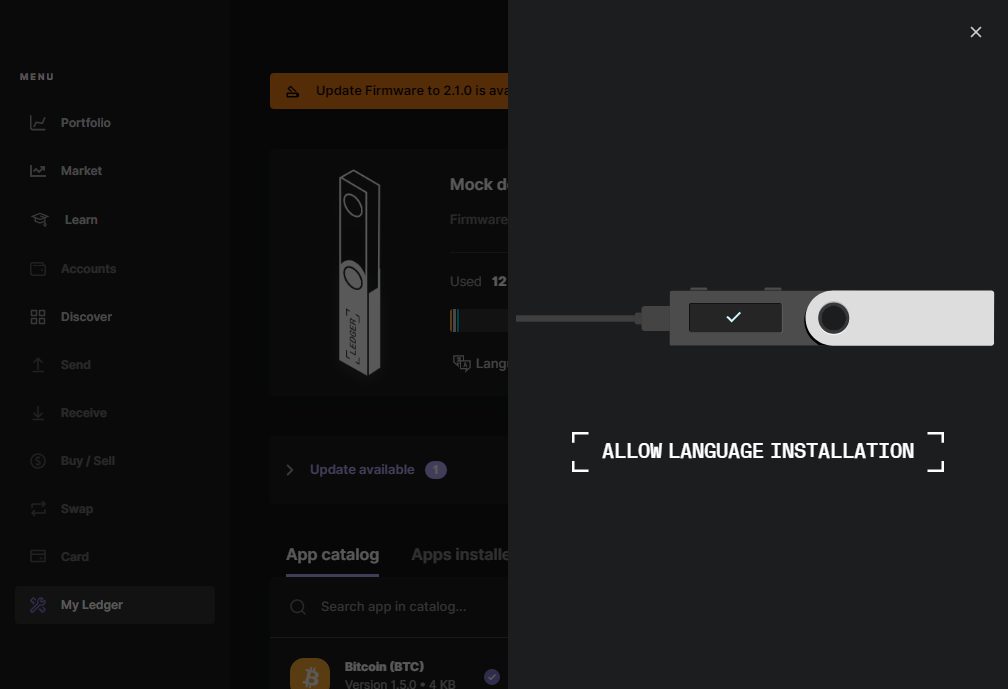 MENU
Portfolio
Market
Learn
Accounts
Discover
Send
Receive
Buy / Sell
Swap
Card
My Ledger
Update Firmware to 2.1.0 is ava
LEDGER
Mock de
Firmware
Used 12
Langu
Update available 1
App catalog Apps installe
Search app in catalog...
Bitcoin (BTC)
Version 1.5.0 • 4 KB
ALLOW LANGUAGE INSTALLATION